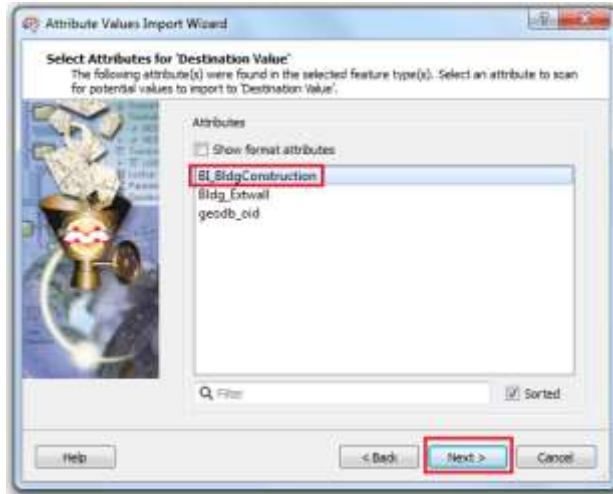 Attribute Values Import Wizard
Select Attributes for 'Destination Value'
The following attribute(s) were found in the selected feature type(s). Select an attribute to scan
for potential values to import to 'Destination Value'.
Attributes
Show format attributes
BI_BldgConstruction
Bldg_Extwall
geodb_oid
Filter
Sorted
Help
< Back
Next >
Cancel